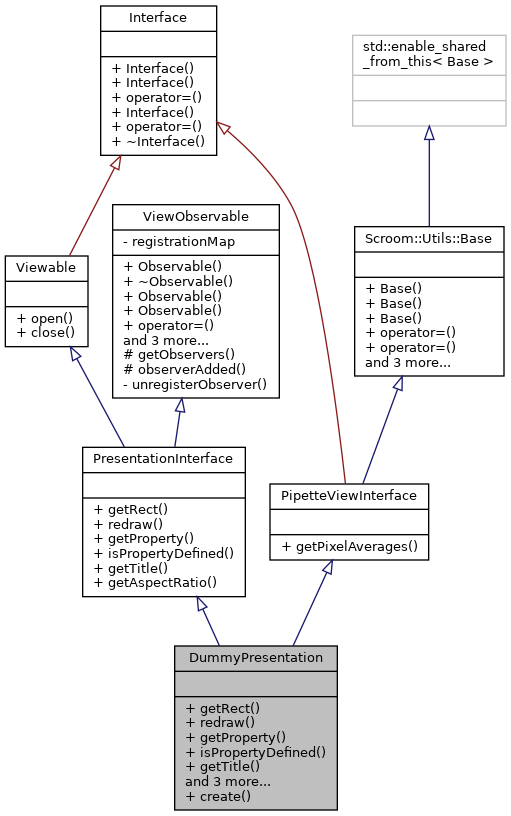 Interface
+ Interface()
+ Interface()
+ operator=()
+ Interface()
+ operator=()
+ ~Interface()
std::enable_shared
_from_this< Base >
ViewObservable
- registrationMap
+ Observable()
+ ~Observable()
+ Observable()
+ Observable()
+ operator=()
and 3 more...
# getObservers()
# observerAdded()
- unregisterObserver()
Scroom::Utils::Base
+ Base()
+ Base()
+ Base()
+ operator=()
+ operator=()
and 3 more...
Viewable
+ open()
+ close()
PresentationInterface
+ getRect()
+ redraw()
+ getProperty()
+ isPropertyDefined()
+ getTitle()
+ getAspectRatio()
PipetteViewInterface
+ getPixelAverages()
DummyPresentation
+ getRect()
+ redraw()
+ getProperty()
+ isPropertyDefined()
+ getTitle()
and 3 more...
+ create()